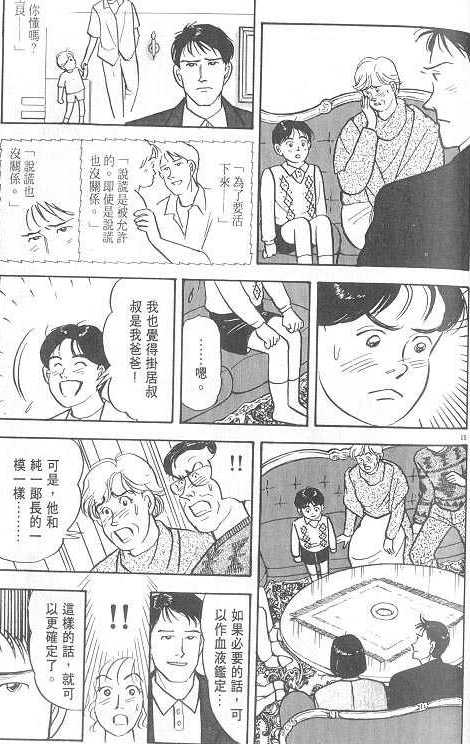 你懂嗎？
良——」
「為了要活
下來」
「說謊是被允許
的。即使是說謊
也沒關係。」
「說謊也
沒關係。」
……嗯。
我也覺得掛居叔
叔是我爸爸！
!!
可是，他和
純一郎長的一
模一樣………
如果必要的話，可
以作血液鑑定…
!!
這樣的話，就可
以更確定了。